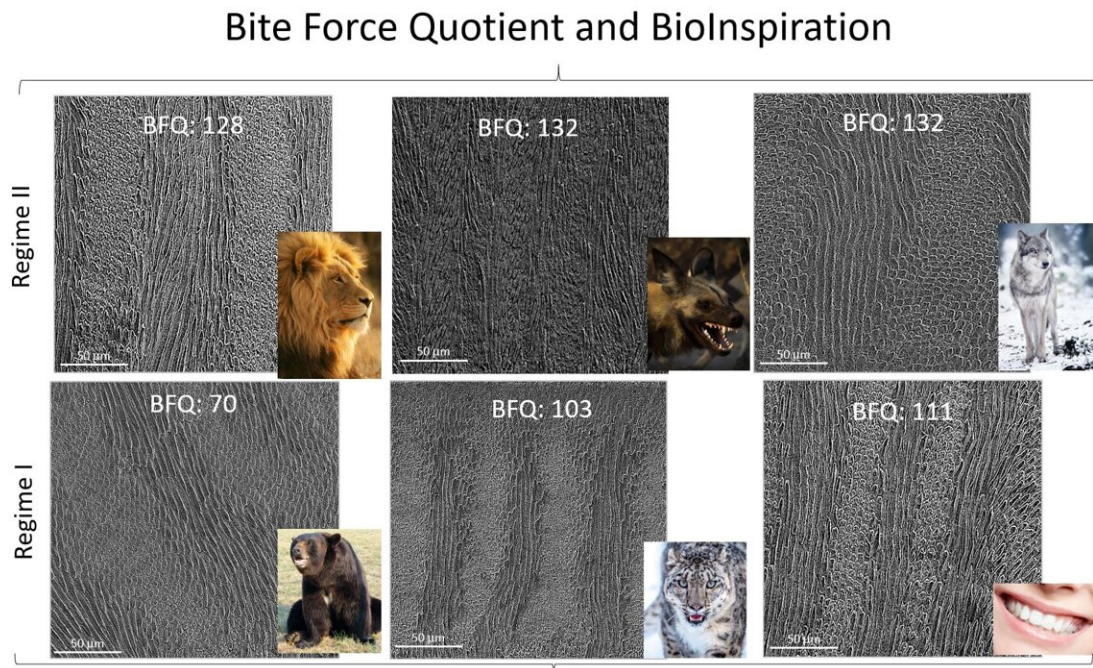 Bite Force Quotient and BioInspiration
Regime II
BFQ: 128
50 µm
BFQ: 132
50 µm
BFQ: 132
50 µm
Regime I
BFQ: 70
50 µm
BFQ: 103
50 µm
BFQ: 111
50 µm